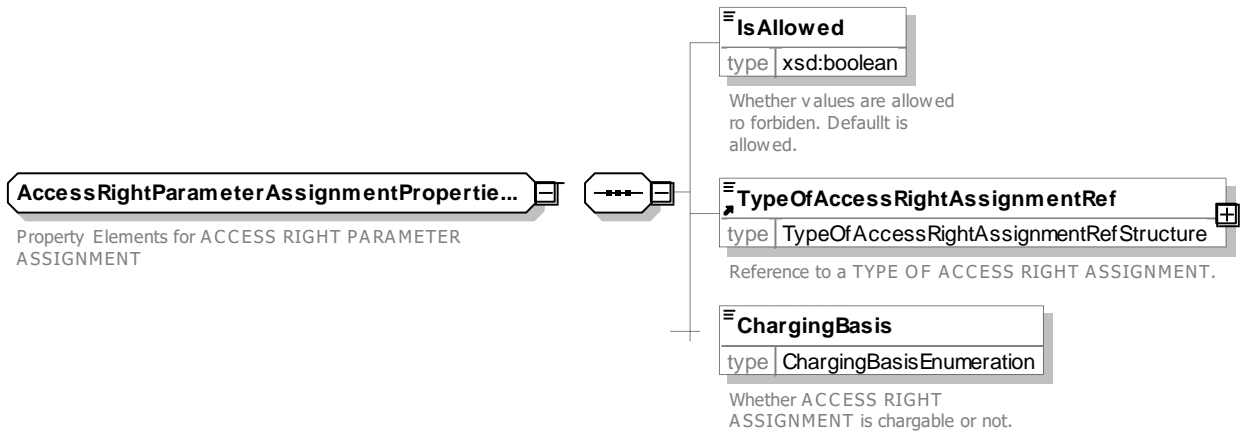 IsAllowed
type xsd:boolean
Whether values are allowed
ro forbiden. Defaullt is
allowed.
AccessRightParameterAssignmentPropertie...
Property Elements for ACCESS RIGHT PARAMETER
ASSIGNMENT
TypeOfAccessRightAssignmentRef
type TypeOfAccessRightAssignmentRefStructure
Reference to a TYPE OF ACCESS RIGHT ASSIGNMENT.
ChargingBasis
type ChargingBasisEnumeration
Whether ACCESS RIGHT
ASSIGNMENT is chargable or not.